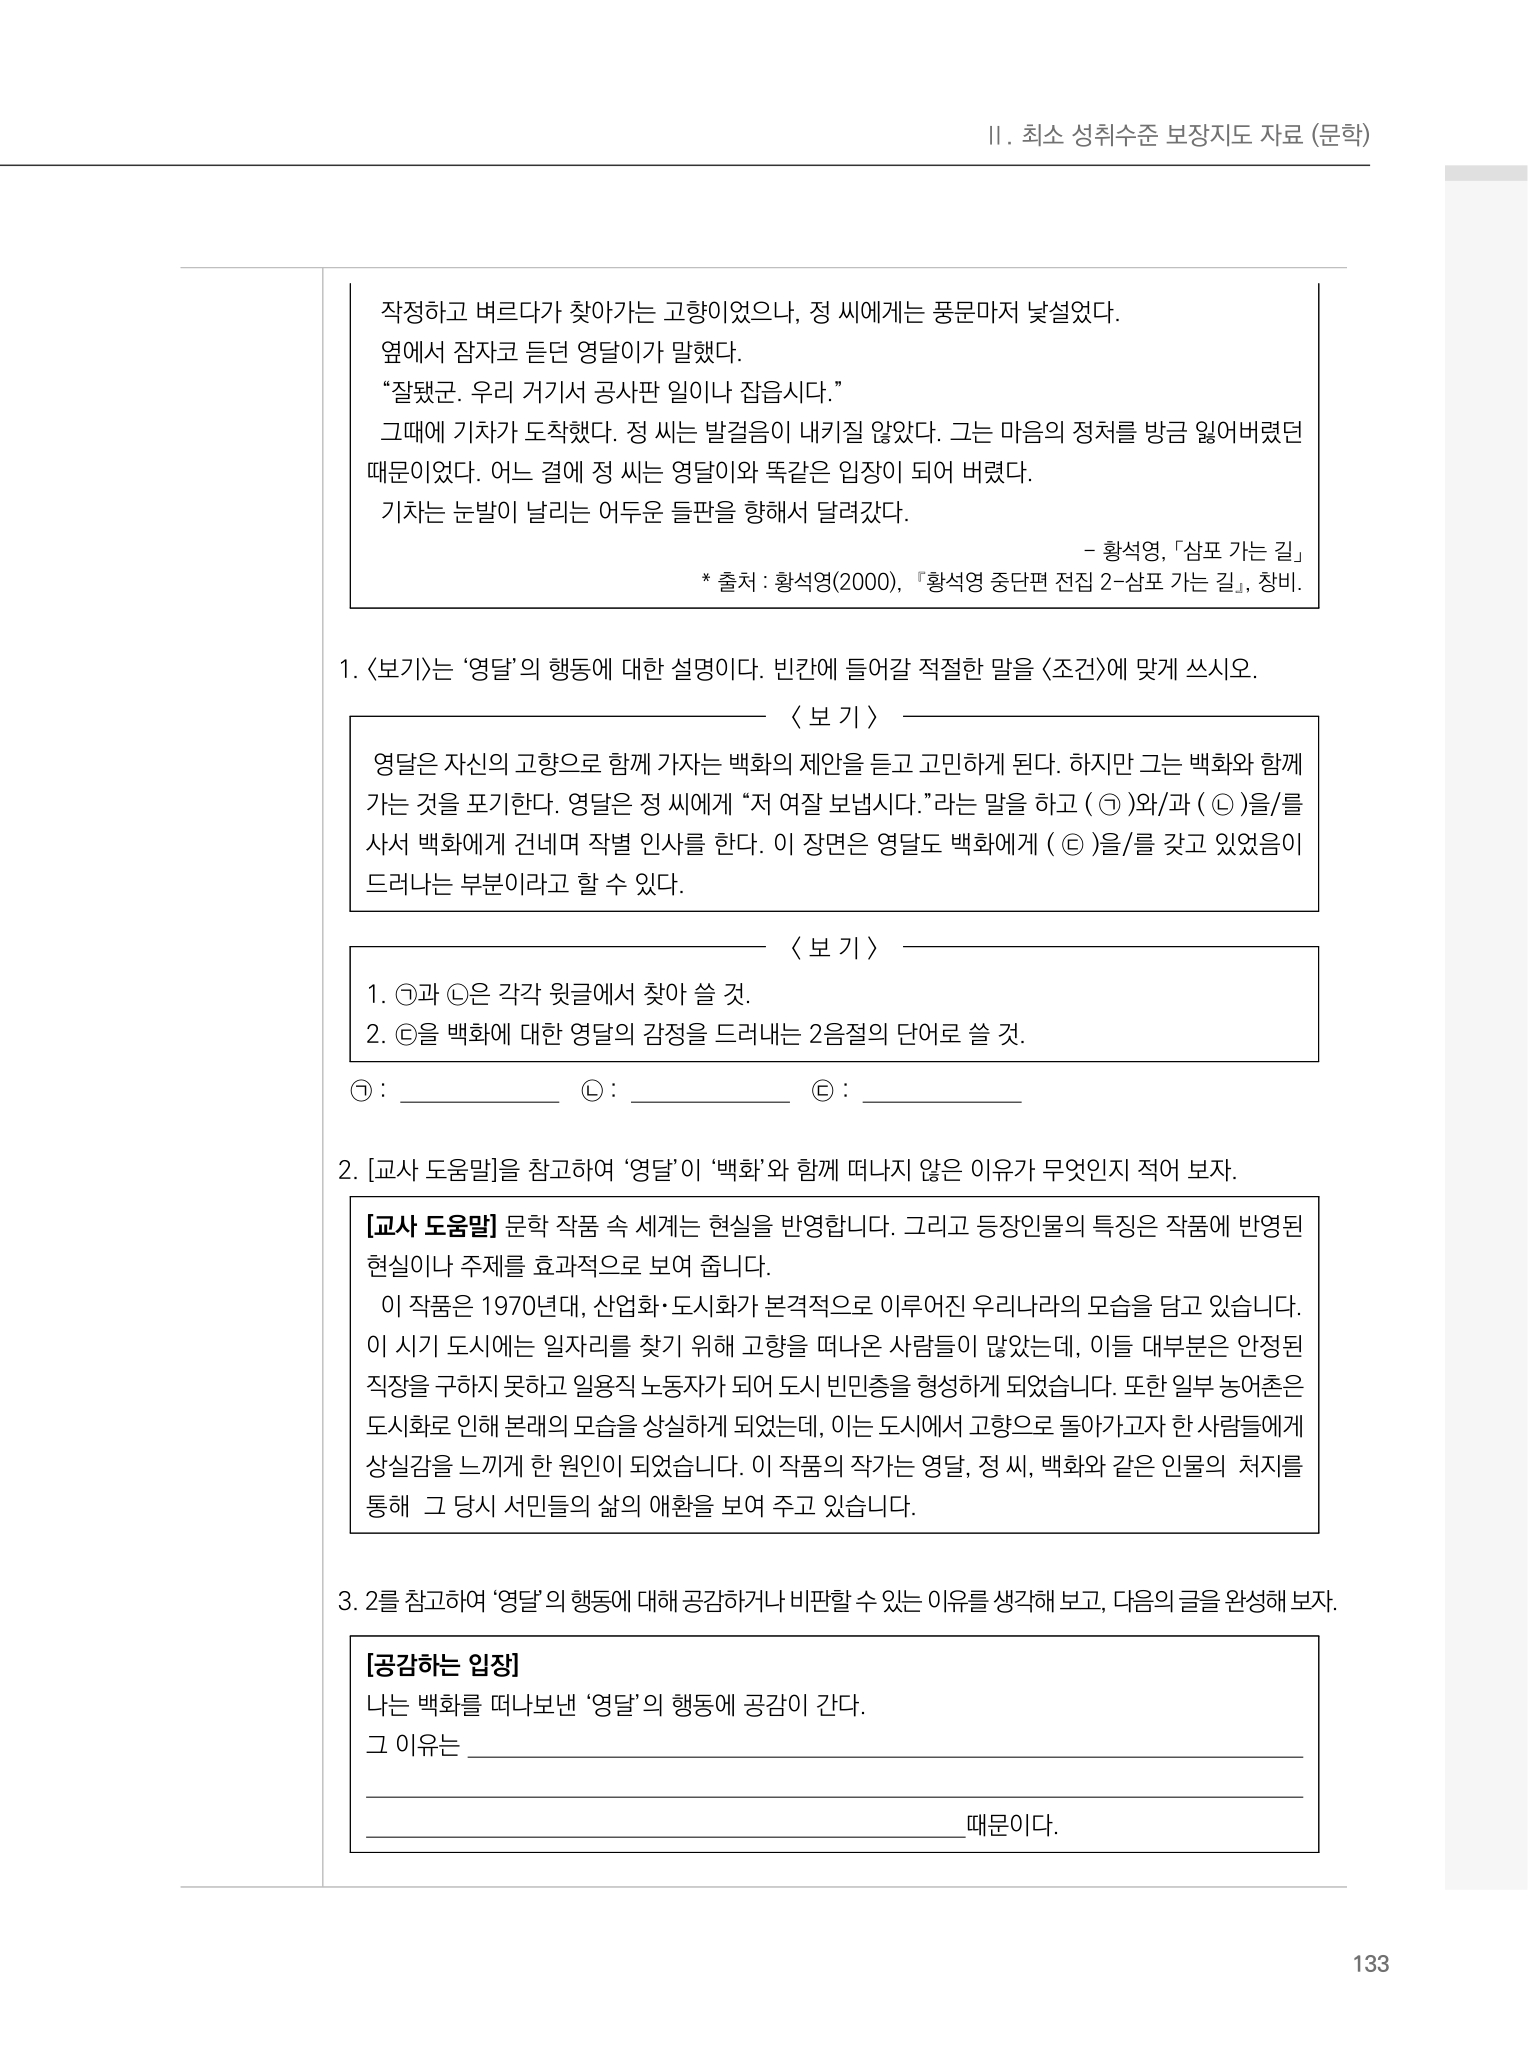 Ⅱ. 최소 성취수준 보장지도 자료 (문학)
작정하고 벼르다가 찾아가는 고향이었으나, 정 씨에게는 풍문마저 낯설었다.
옆에서 잠자코 듣던 영달이가 말했다.
“잘됐군. 우리 거기서 공사판 일이나 잡읍시다.”
그때에 기차가 도착했다. 정 씨는 발걸음이 내키질 않았다. 그는 마음의 정처를 방금 잃어버렸던
때문이었다. 어느 결에 정 씨는 영달이와 똑같은 입장이 되어 버렸다.
기차는 눈발이 날리는 어두운 들판을 향해서 달려갔다.
- 황석영, 「삼포 가는 길」
* 출처 : 황석영(2000), 『황석영 중단편 전집 2-삼포 가는 길』, 창비.
1. 〈보기〉는 ‘영달’의 행동에 대한 설명이다. 빈칸에 들어갈 적절한 말을 〈조건〉에 맞게 쓰시오.
〈 보 기 〉
영달은 자신의 고향으로 함께 가자는 백화의 제안을 듣고 고민하게 된다. 하지만 그는 백화와 함께
가는 것을 포기한다. 영달은 정 씨에게 “저 여잘 보냅시다.”라는 말을 하고 ( ㉠ )와/과 ( ㉡ )을/를
사서 백화에게 건네며 작별 인사를 한다. 이 장면은 영달도 백화에게 ( ㉢ )을/를 갖고 있었음이
드러나는 부분이라고 할 수 있다.
〈 보 기 〉
1. ㉠과 ㉡은 각각 윗글에서 찾아 쓸 것.
2. ㉢을 백화에 대한 영달의 감정을 드러내는 2음절의 단어로 쓸 것.
㉠ : ____________ ㉡ : ____________ ㉢ : ____________
2. [교사 도움말]을 참고하여 ‘영달’이 ‘백화’와 함께 떠나지 않은 이유가 무엇인지 적어 보자.
[교사 도움말] 문학 작품 속 세계는 현실을 반영합니다. 그리고 등장인물의 특징은 작품에 반영된
현실이나 주제를 효과적으로 보여 줍니다.
이 작품은 1970년대, 산업화·도시화가 본격적으로 이루어진 우리나라의 모습을 담고 있습니다.
이 시기 도시에는 일자리를 찾기 위해 고향을 떠나온 사람들이 많았는데, 이들 대부분은 안정된
직장을 구하지 못하고 일용직 노동자가 되어 도시 빈민층을 형성하게 되었습니다. 또한 일부 농어촌은
도시화로 인해 본래의 모습을 상실하게 되었는데, 이는 도시에서 고향으로 돌아가고자 한 사람들에게
상실감을 느끼게 한 원인이 되었습니다. 이 작품의 작가는 영달, 정 씨, 백화와 같은 인물의 처지를
통해 그 당시 서민들의 삶의 애환을 보여 주고 있습니다.
3. 2를 참고하여 ‘영달’의 행동에 대해 공감하거나 비판할 수 있는 이유를 생각해 보고, 다음의 글을 완성해 보자.
[공감하는 입장]
나는 백화를 떠나보낸 ‘영달’의 행동에 공감이 간다.
그 이유는
때문이다.
133